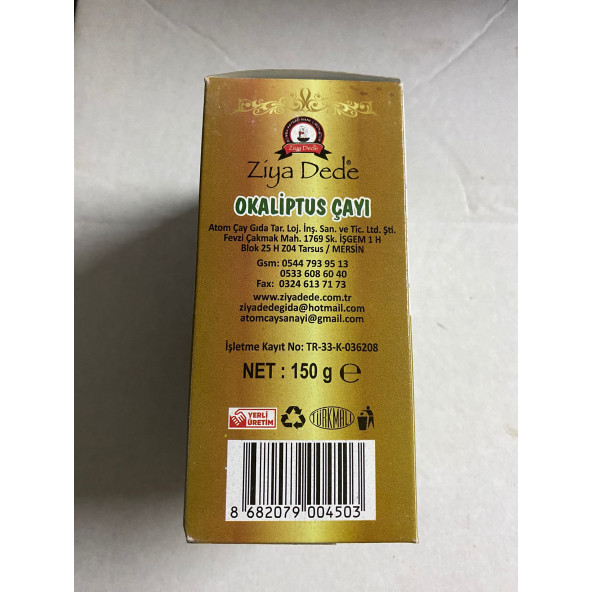 Ziya Dede
Ziya Dede®
OKALİPTUS ÇAYI
Atom Çay Gıda Tar. Loj. İnş. San. ve Tic. Ltd. Şti.
Fevzi Çakmak Mah. 1769 Sk. İŞGEM 1 H
Blok 25 H Z04 Tarsus / MERSİN
Gsm: 0544 793 95 13
0533 608 60 40
Fax: 0324 613 71 73
www.ziyadede.com.tr
ziyadedegida@hotmail.com
atomcaysanayi@gmail.com
İşletme Kayıt No: TR-33-K-036208
NET : 150 g ℮
YERLİ
ÜRETİM
TÜRKMALI
8 682079 004503